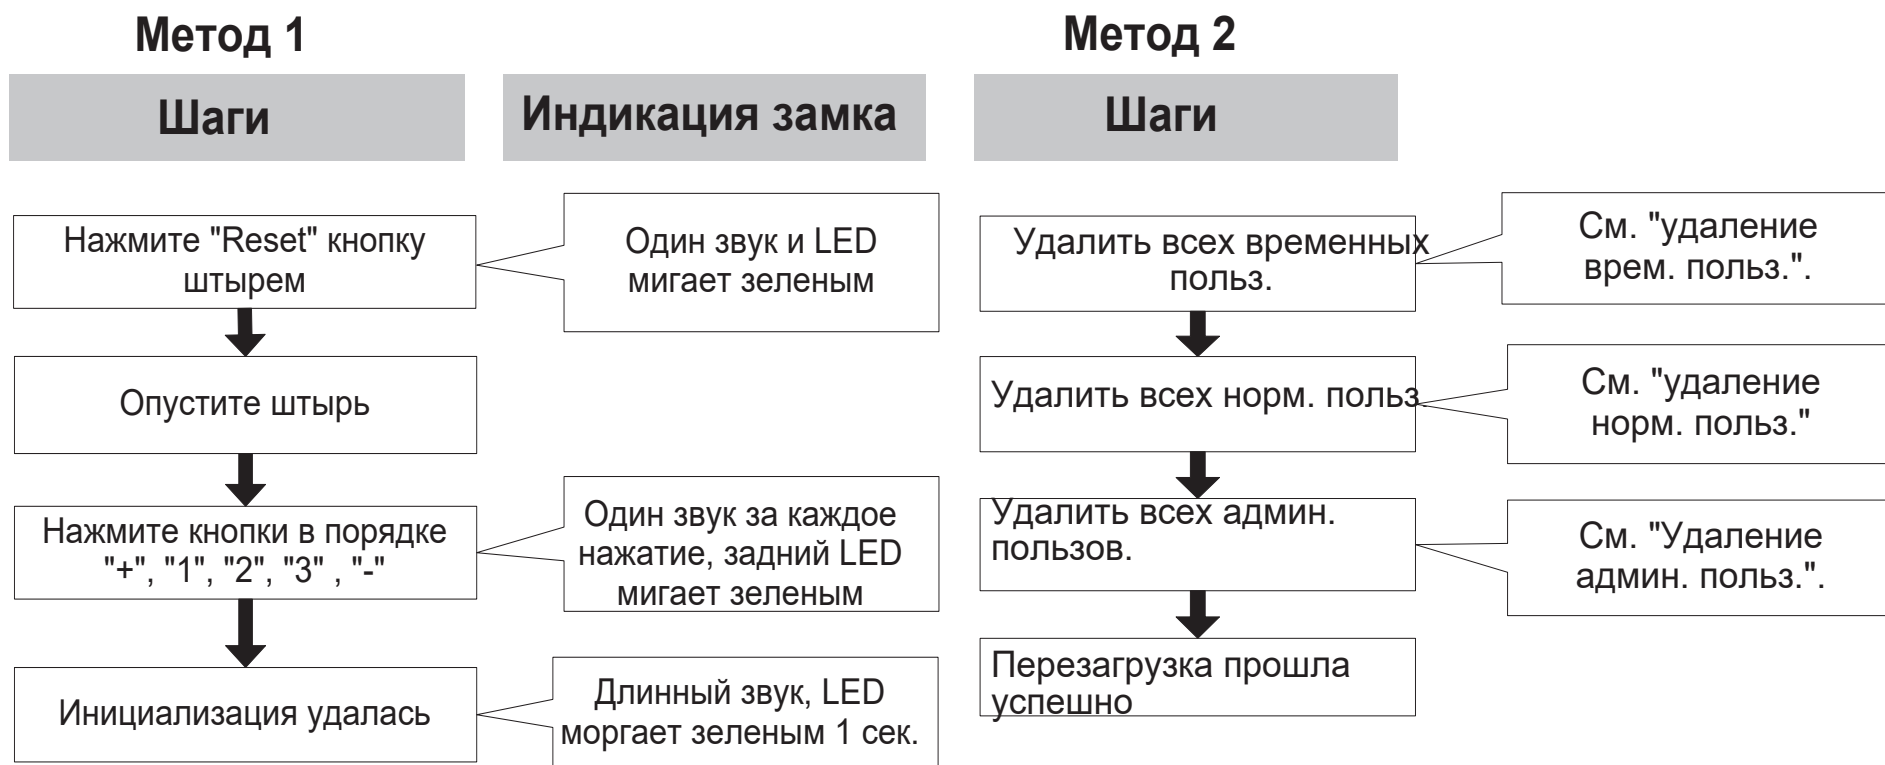 Метод 1
Шаги
Индикация замка
Нажмите "Reset" кнопку
штырем
Один звук и LED
мигает зеленым
Опустите штырь
Нажмите кнопки в порядке
"+", "1", "2", "3" , "-"
Один звук за каждое
нажатие, задний LED
мигает зеленым
Инициализация удалась
Длинный звук, LED
моргает зеленым 1 сек.
Метод 2
Шаги
Удалить всех временных
польз.
См. "удаление
врем. польз.".
Удалить всех норм. польз.
См. "удаление
норм. польз."
Удалить всех админ.
пользов.
См. "Удаление
админ. польз.".
Перезагрузка прошла
успешно